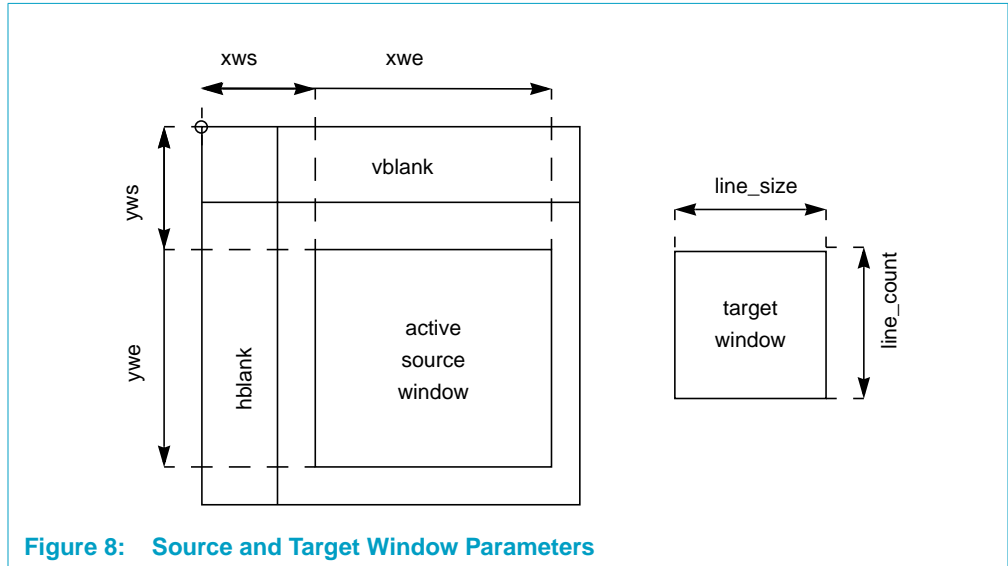 xws
xwe
vblank
yws
line_size
line_count
target
window
active
source
window
ywe
hblank
Figure 8: Source and Target Window Parameters